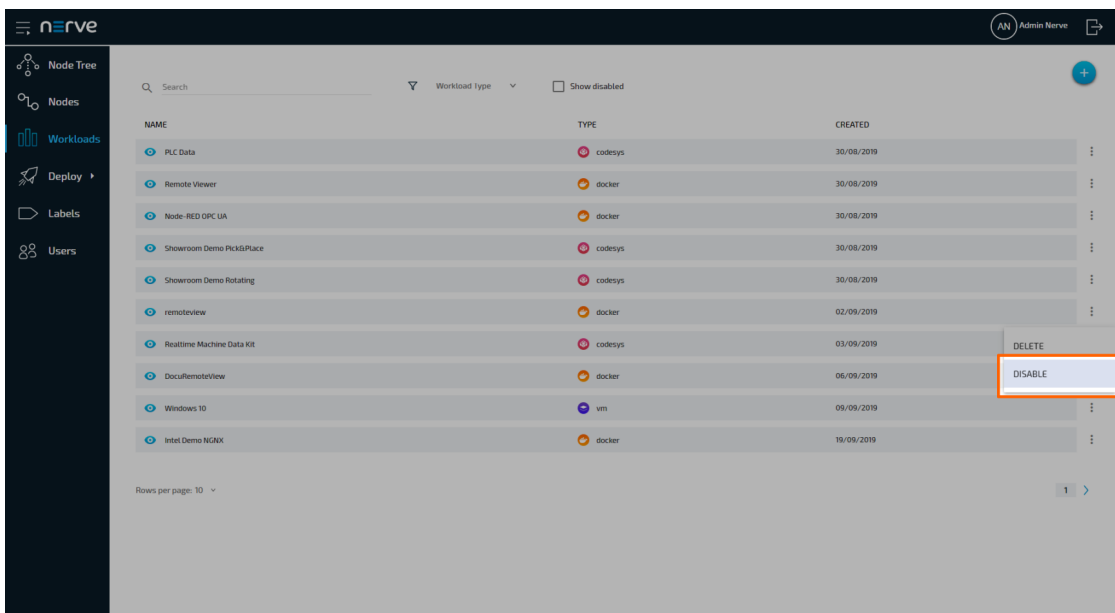 nerve
AN Admin Nerve
Node Tree
Nodes
Workloads
Deploy
Labels
Users
Search
Workload Type
Show disabled
NAME TYPE CREATED
PLC Data codesys 30/08/2019
Remote Viewer docker 30/08/2019
Node-RED OPC UA docker 30/08/2019
Showroom Demo Pick&Place codesys 30/08/2019
Showroom Demo Rotating codesys 30/08/2019
remoteview docker 02/09/2019
Realtime Machine Data Kit codesys 03/09/2019
DELETE
DocuRemoteView docker 06/09/2019
DISABLE
Windows 10 vm 09/09/2019
Intel Demo NGNX docker 19/09/2019
Rows per page: 10
1